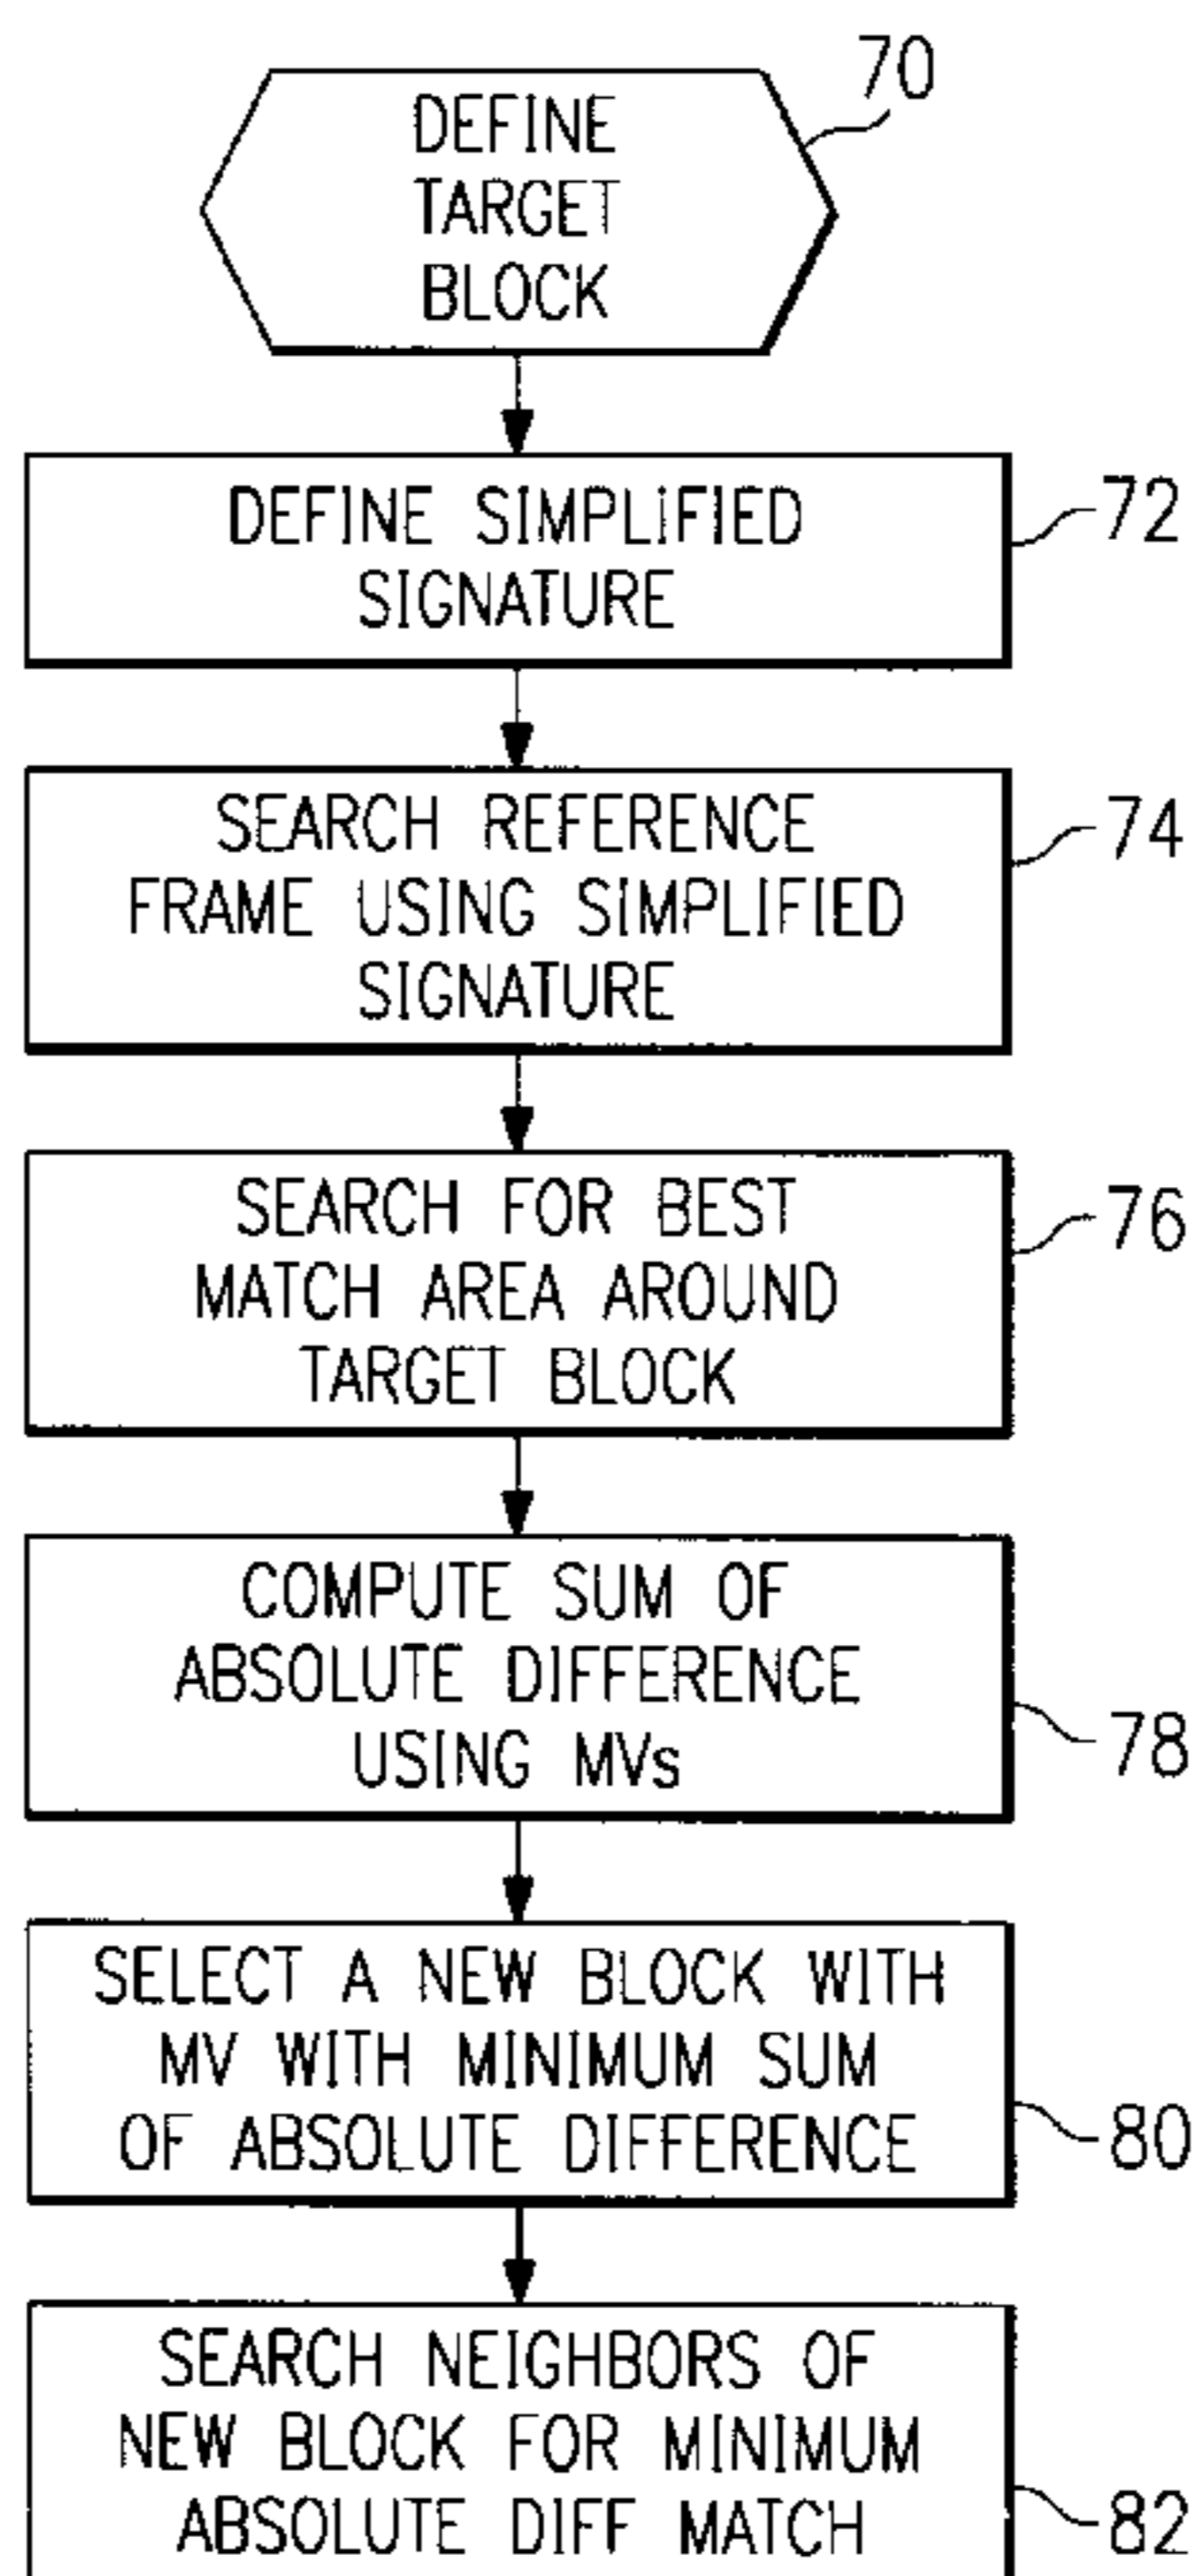 70
DEFINE
TARGET
BLOCK
DEFINE SIMPLIFIED
SIGNATURE
72
SEARCH REFERENCE
FRAME USING SIMPLIFIED
SIGNATURE
74
SEARCH FOR BEST
MATCH AREA AROUND
TARGET BLOCK
76
COMPUTE SUM OF
ABSOLUTE DIFFERENCE
USING MVs
78
SELECT A NEW BLOCK WITH
MV WITH MINIMUM SUM
OF ABSOLUTE DIFFERENCE
80
SEARCH NEIGHBORS OF
NEW BLOCK FOR MINIMUM
ABSOLUTE DIFF MATCH
82